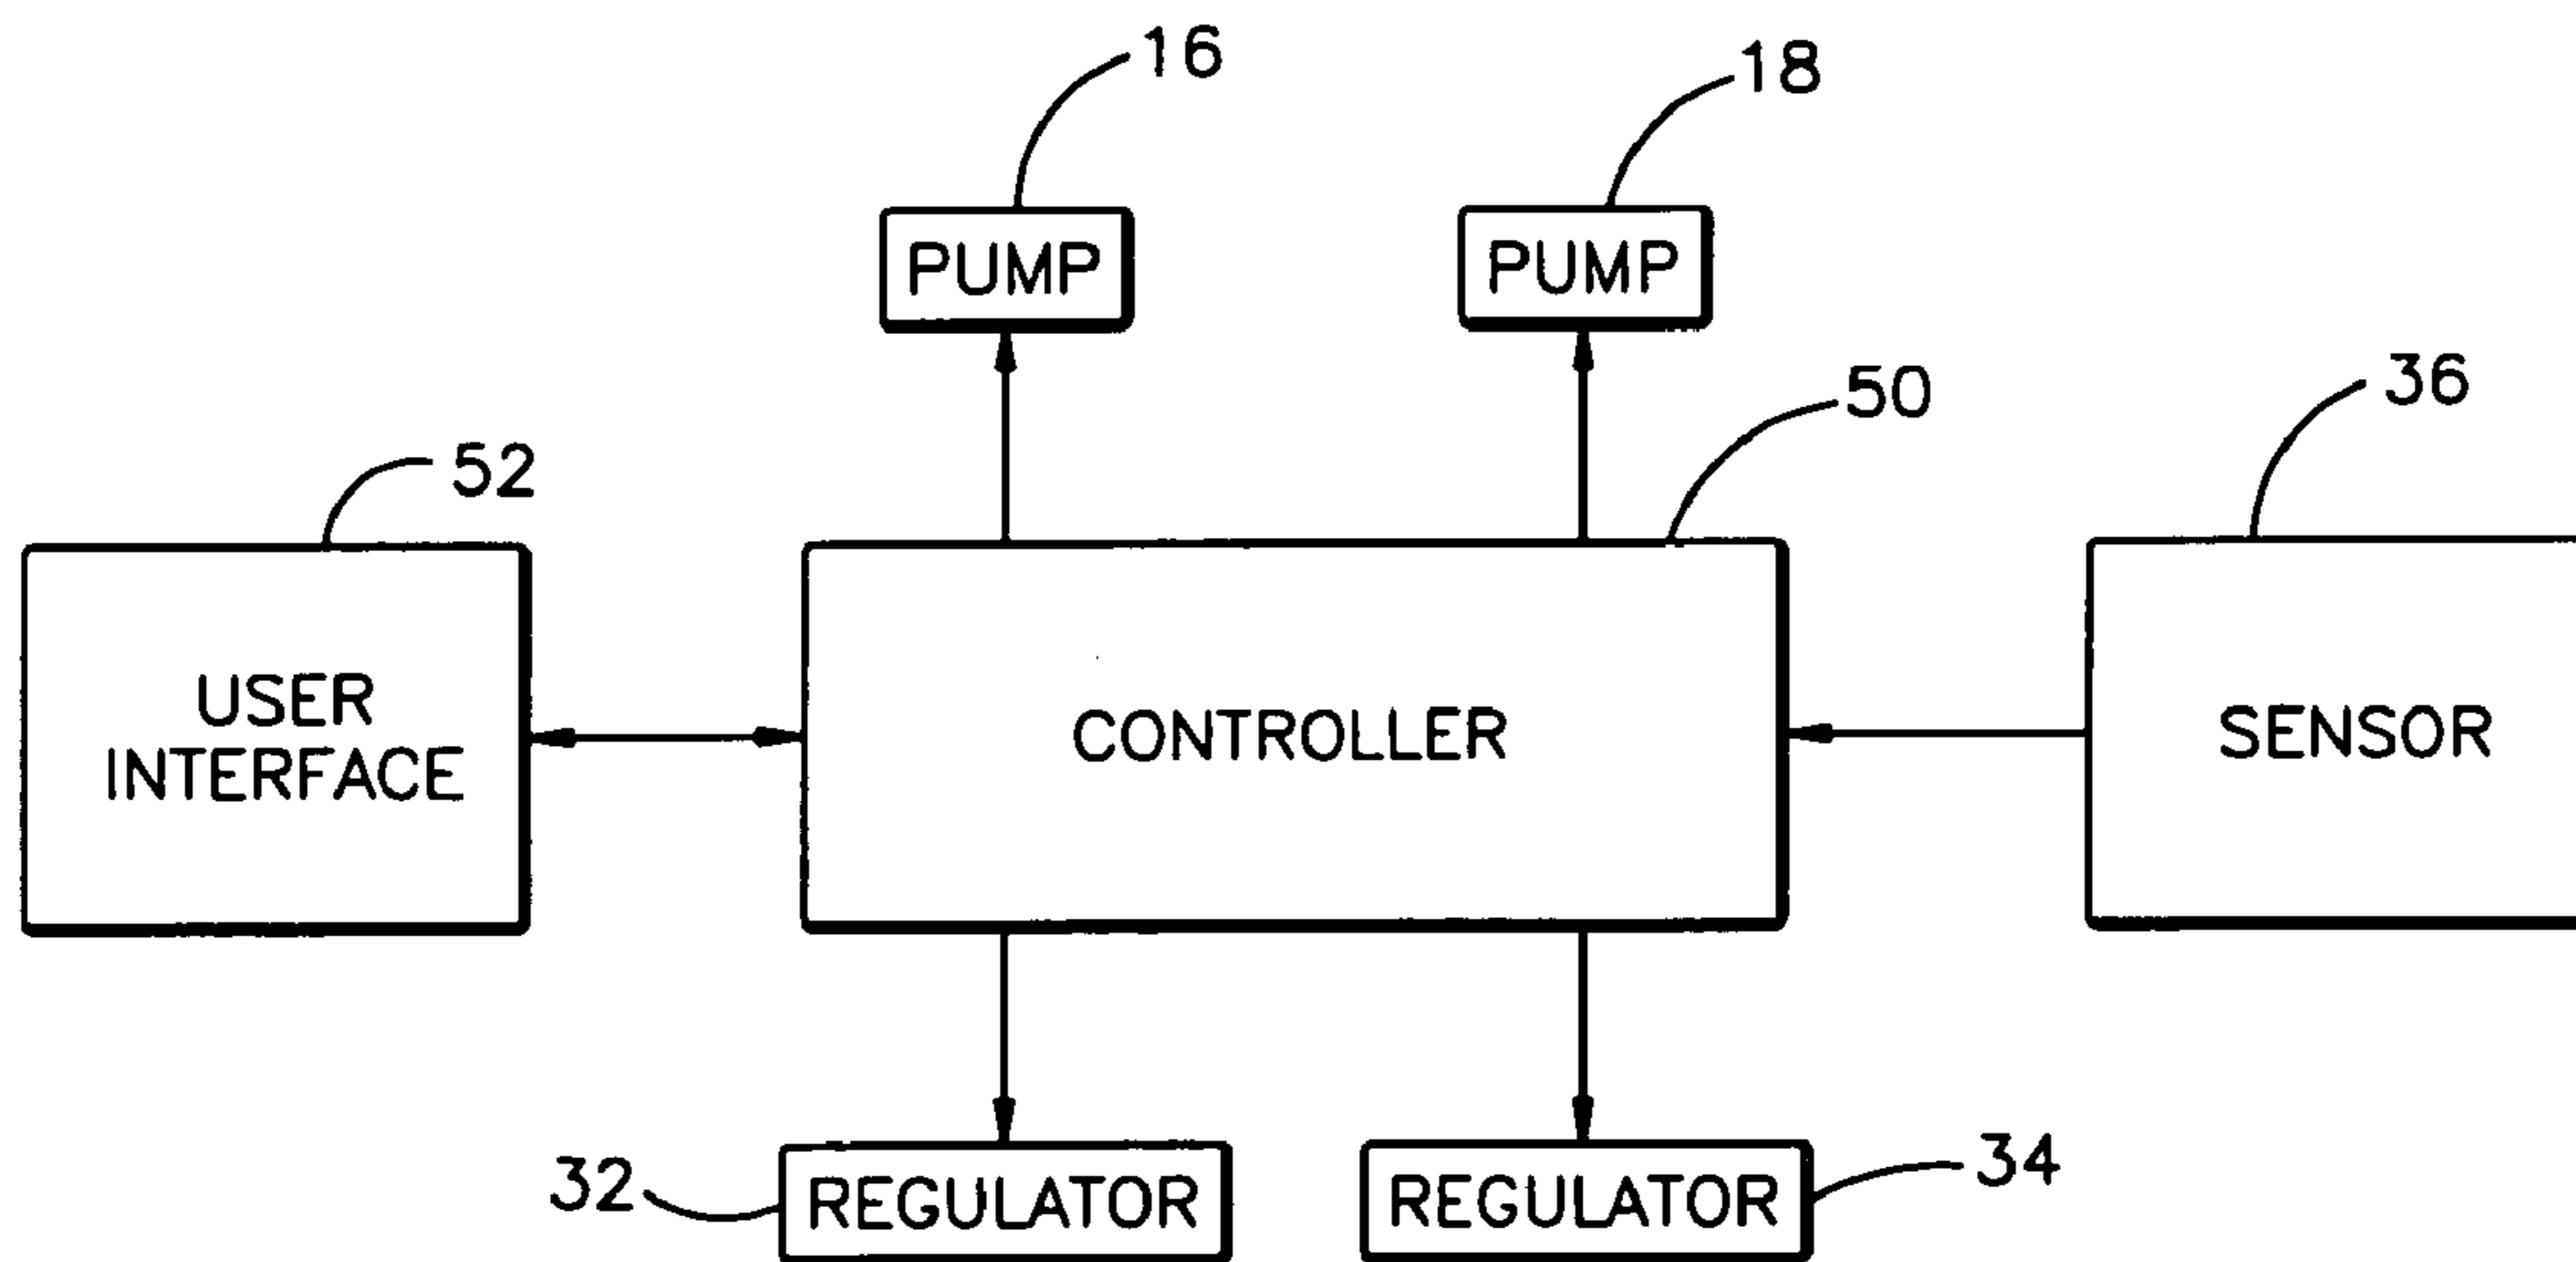 16
18
PUMP
PUMP
50
36
52
USER
INTERFACE
CONTROLLER
SENSOR
32
REGULATOR
REGULATOR
34